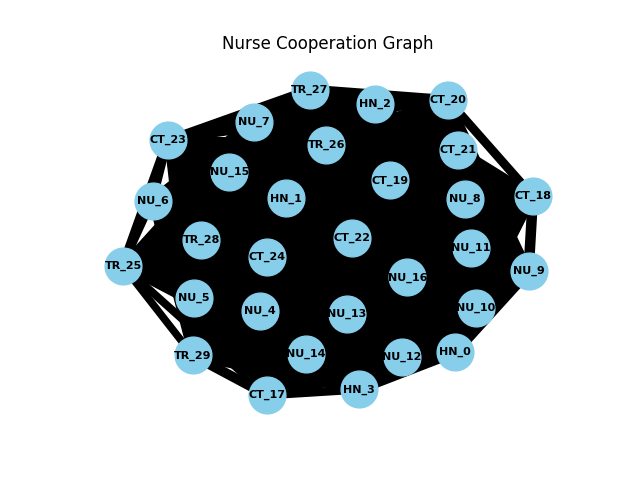 Nurse Cooperation Graph
TR_27
HN_2
CT_20
NU_7
CT_23
TR_26
CT_21
NU_15
CT_19
NU_6
HN_1
NU_8
CT_18
TR_28
CT_22
NU_11
CT_24
TR_25
NU_16
NU_9
NU_5
NU_4
NU_13
NU_10
TR_29
NU_14
NU_12
HN_0
CT_17
HN_3